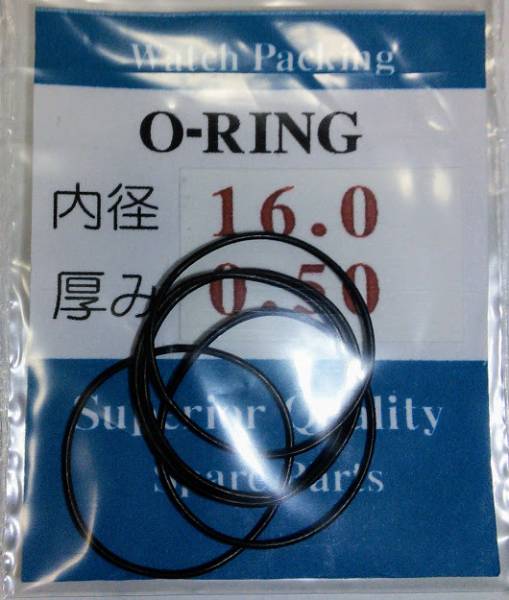 Watch Packing
O-RING
内径 16.0
厚み 0.50
Superior Quality
Spare Parts